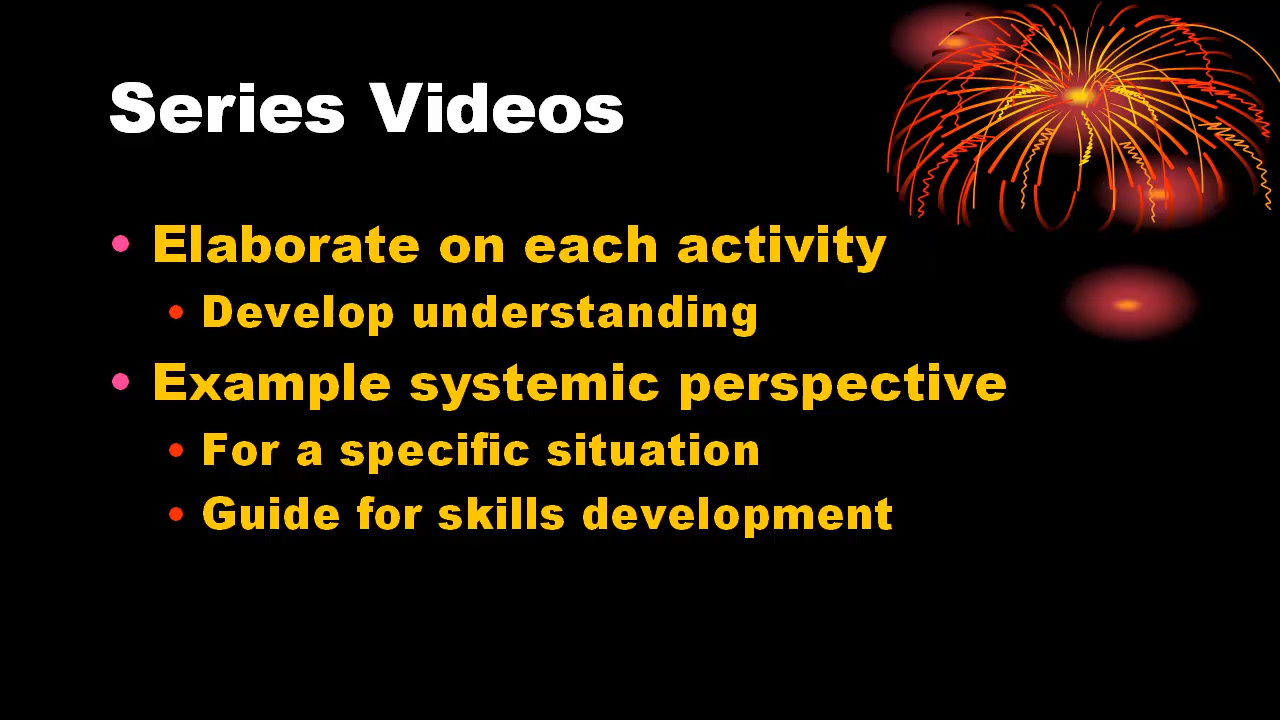 Series Videos
• Elaborate on each activity
• Develop understanding
• Example systemic perspective
• For a specific situation
• Guide for skills development